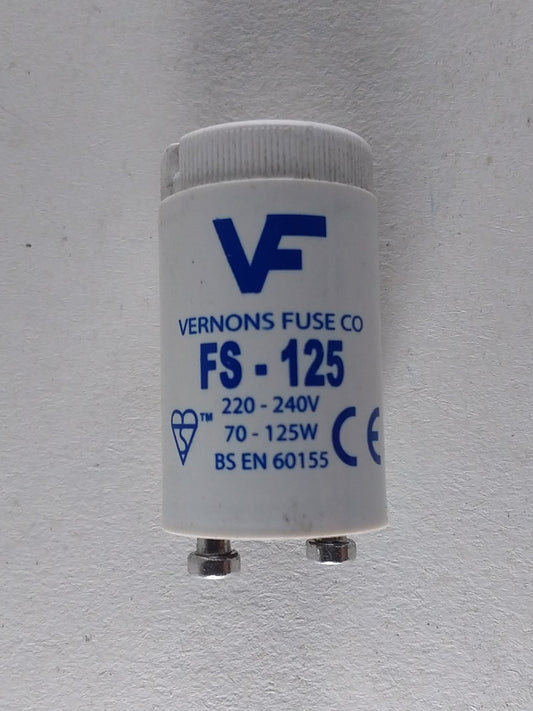 VF
VERNONS FUSE CO
FS - 125
220 - 240V
70 - 125W
BS EN 60155
S ™
CE